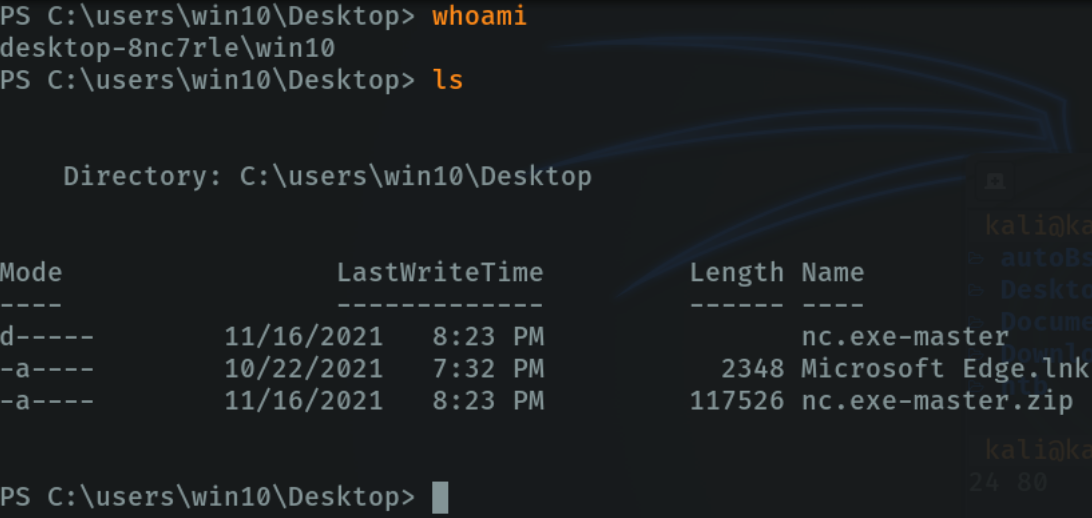 PS C:\users\win10\Desktop> whoami
desktop-8nc7rle\win10
PS C:\users\win10\Desktop> ls
Directory: C:\users\win10\Desktop
Mode LastWriteTime Length Name
---- ------------- ------ ----
d----- 11/16/2021 8:23 PM nc.exe-master
-a---- 10/22/2021 7:32 PM 2348 Microsoft Edge.lnk
-a---- 11/16/2021 8:23 PM 117526 nc.exe-master.zip
PS C:\users\win10\Desktop>
kali@ka
autoBs
Deskto
Docume
Downlo
kali@ka
24 80